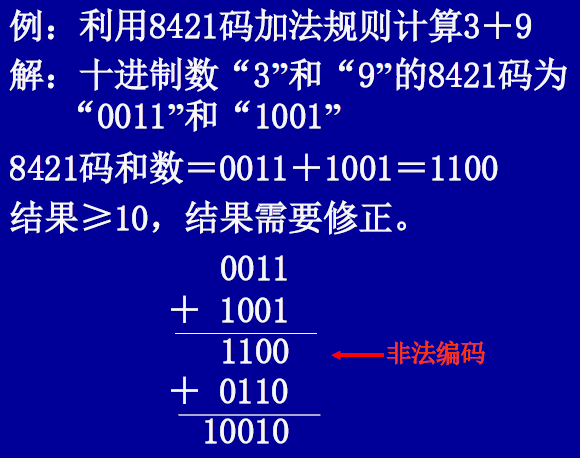 例：利用8421码加法规则计算3＋9
解：十进制数“3”和“9”的8421码为
“0011”和“1001”
8421码和数＝0011＋1001＝1100
结果≥10，结果需要修正。
0011
＋ 1001
1100 非法编码
＋ 0110
10010